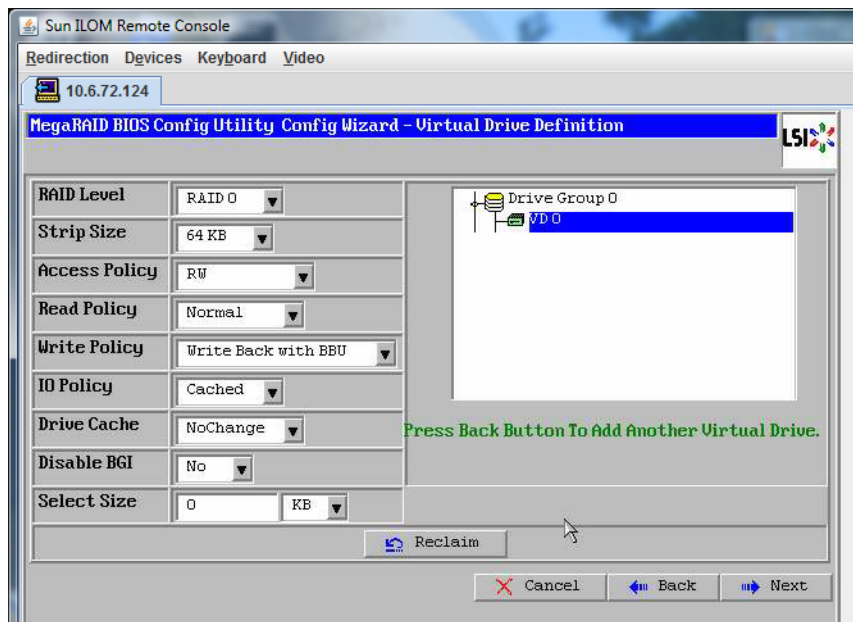 Sun ILOM Remote Console
Redirection Devices Keyboard Video
10.6.72.124
MegaRAID BIOS Config Utility Config Wizard - Virtual Drive Definition
LSI
RAID Level RAID 0
Strip Size 64 KB
Access Policy RW
Read Policy Normal
Write Policy Write Back with BBU
IO Policy Cached
Drive Cache NoChange
Disable BGI No
Select Size 0 KB
Drive Group 0
VD 0
Press Back Button To Add Another Virtual Drive.
Reclaim
Cancel Back Next